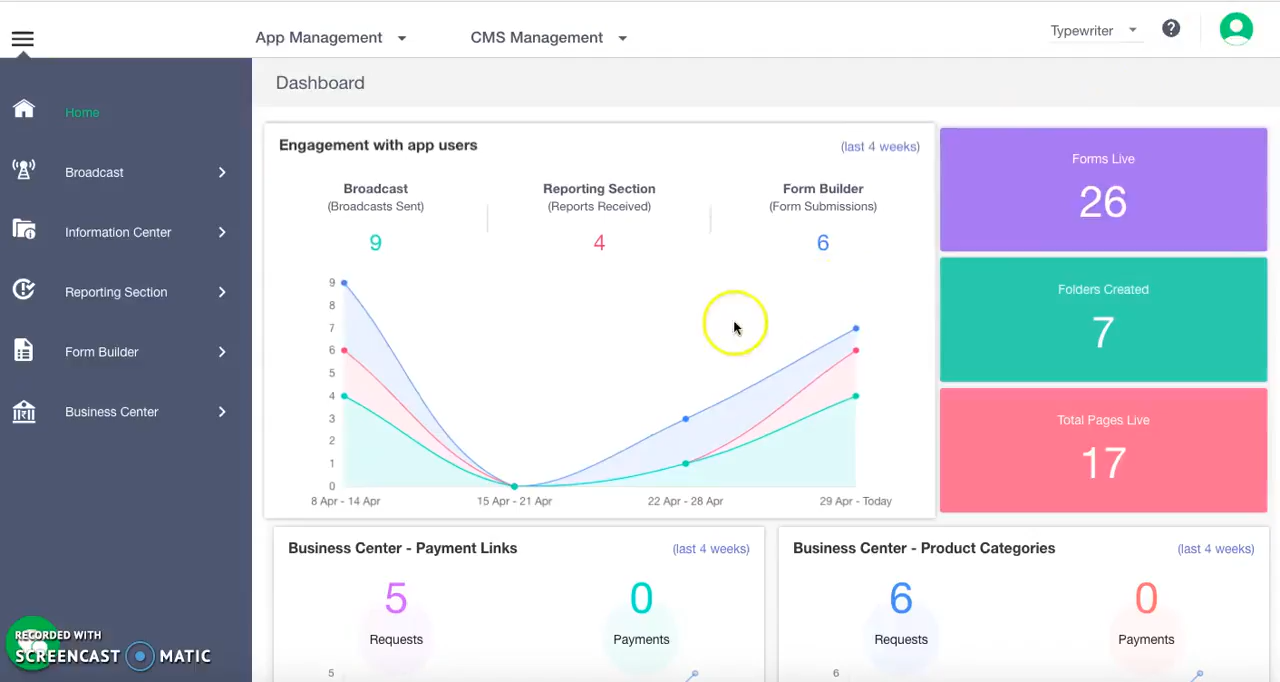 App Management
CMS Management
Typewriter
Dashboard
Home
Broadcast
Information Center
Reporting Section
Form Builder
Business Center
Engagement with app users
(last 4 weeks)
Broadcast
(Broadcasts Sent)
9
Reporting Section
(Reports Received)
4
Form Builder
(Form Submissions)
6
9
8
7
6
5
4
3
2
1
0
8 Apr - 14 Apr
15 Apr - 21 Apr
22 Apr - 28 Apr
29 Apr - Today
Forms Live
26
Folders Created
7
Total Pages Live
17
Business Center - Payment Links
(last 4 weeks)
5
Requests
0
Payments
5
Business Center - Product Categories
(last 4 weeks)
6
Requests
0
Payments
6
RECORDED WITH
SCREENCAST MATIC